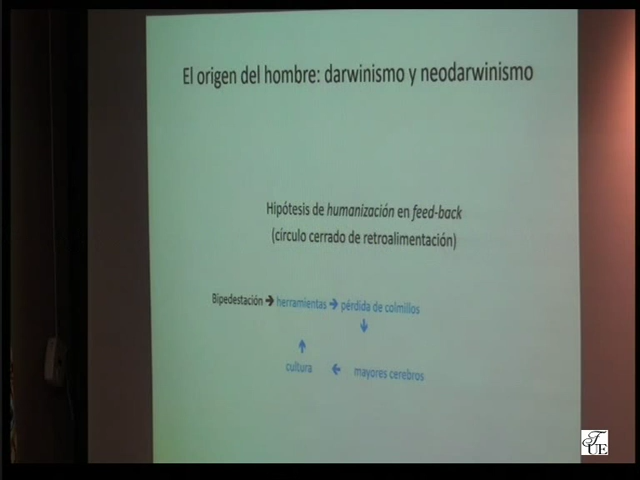 El origen del hombre: darwinismo y neodarwinismo
Hipótesis de humanización en feed-back
(círculo cerrado de retroalimentación)
Bipedestación → herramientas → pérdida de colmillos
↓
↑
cultura ← mayores cerebros
FUE